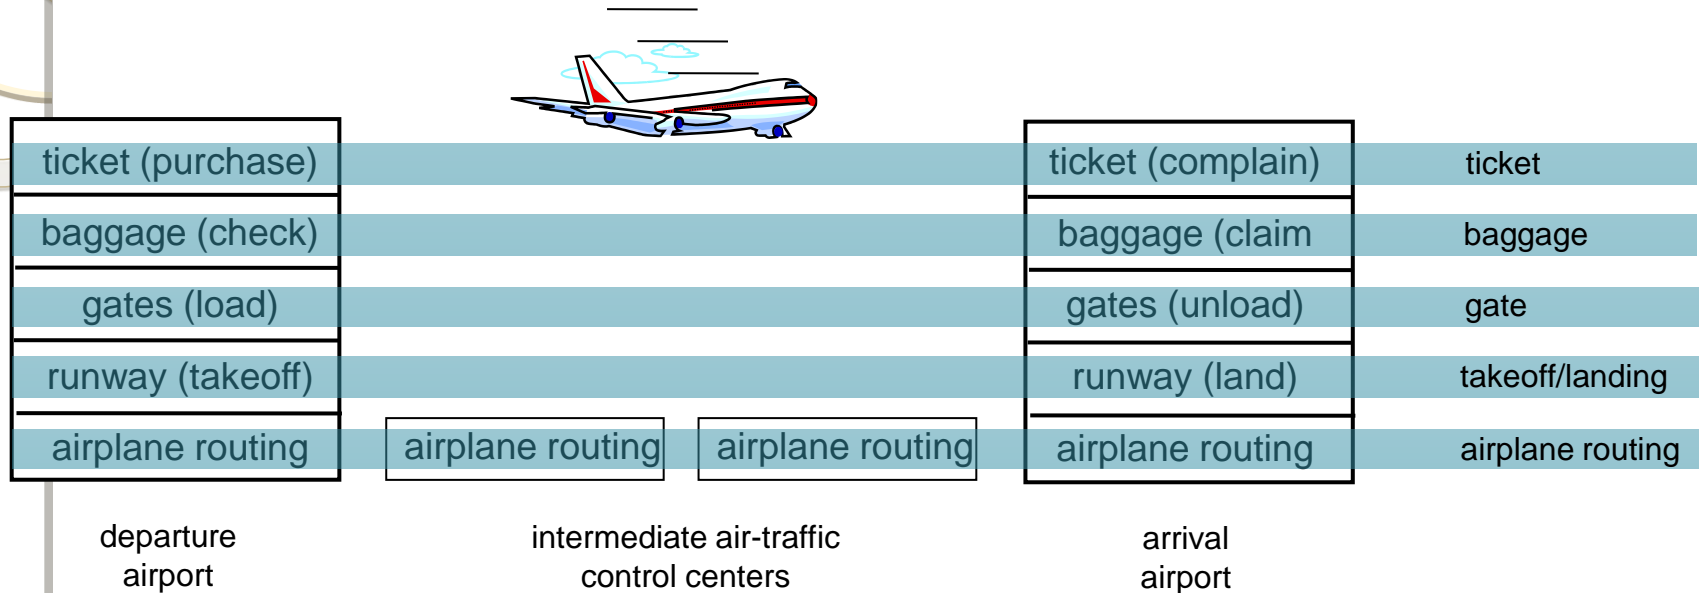 ticket (purchase)
ticket (complain)
ticket
baggage (check)
baggage (claim
baggage
gates (load)
gates (unload)
gate
runway (takeoff)
runway (land)
takeoff/landing
airplane routing
airplane routing
airplane routing
airplane routing
airplane routing
departure
airport
intermediate air-traffic
control centers
arrival
airport